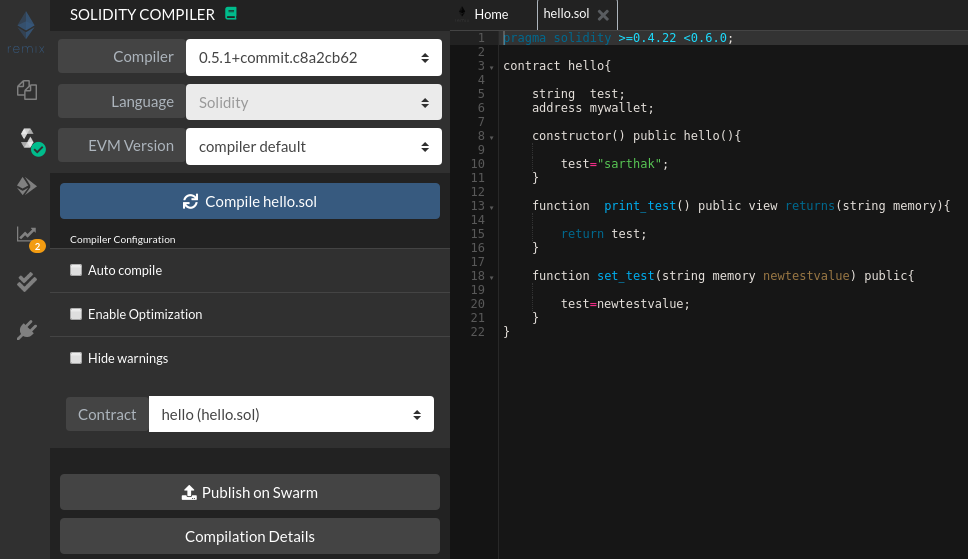 SOLIDITY COMPILER
remix
Compiler
0.5.1+commit.c8a2cb62
Language
Solidity
EVM Version
compiler default
Compile hello.sol
Compiler Configuration
2
Auto compile
Enable Optimization
Hide warnings
Contract
hello (hello.sol)
Publish on Swarm
Compilation Details
Home
hello.sol
1 pragma solidity >=0.4.22 <0.6.0;
2
3 contract hello{
4
5 string  test;
6 address mywallet;
7
8 constructor() public hello(){
9
10 test="sarthak";
11 }
12
13 function  print_test() public view returns(string memory){
14
15 return test;
16 }
17
18 function set_test(string memory newtestvalue) public{
19
20 test=newtestvalue;
21 }
22 }